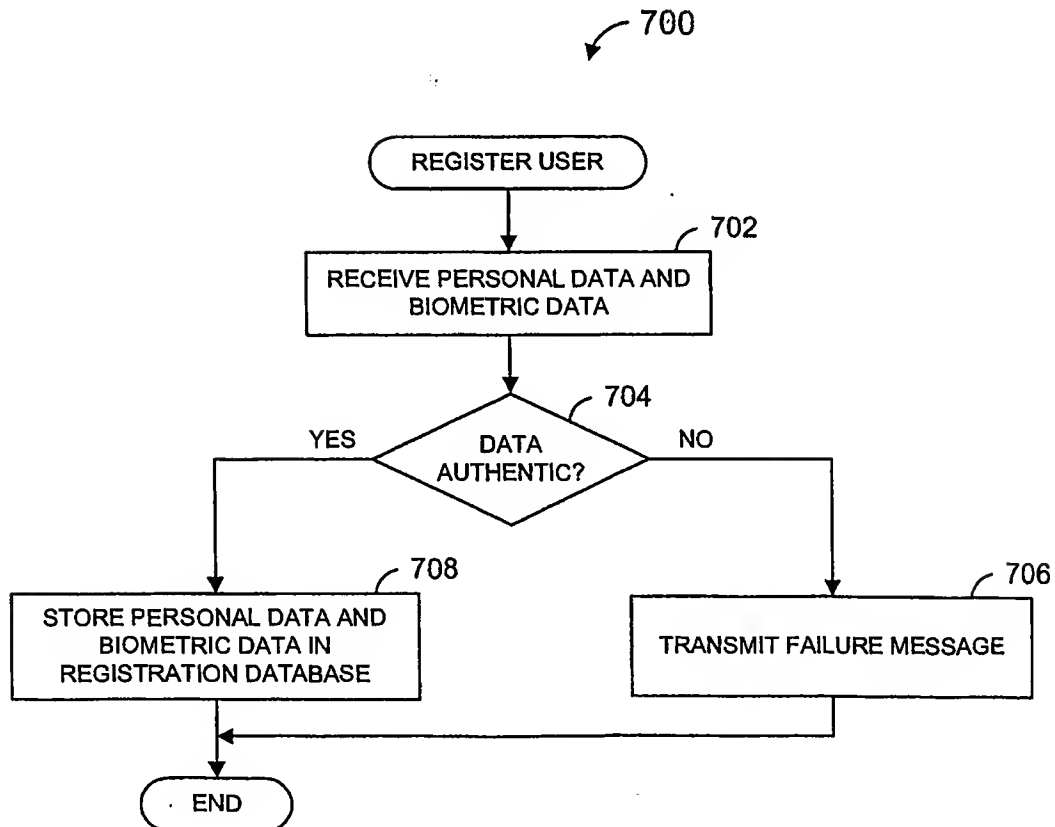 700
REGISTER USER
702
RECEIVE PERSONAL DATA AND
BIOMETRIC DATA
704
YES
DATA
AUTHENTIC?
NO
708
STORE PERSONAL DATA AND
BIOMETRIC DATA IN
REGISTRATION DATABASE
706
TRANSMIT FAILURE MESSAGE
END